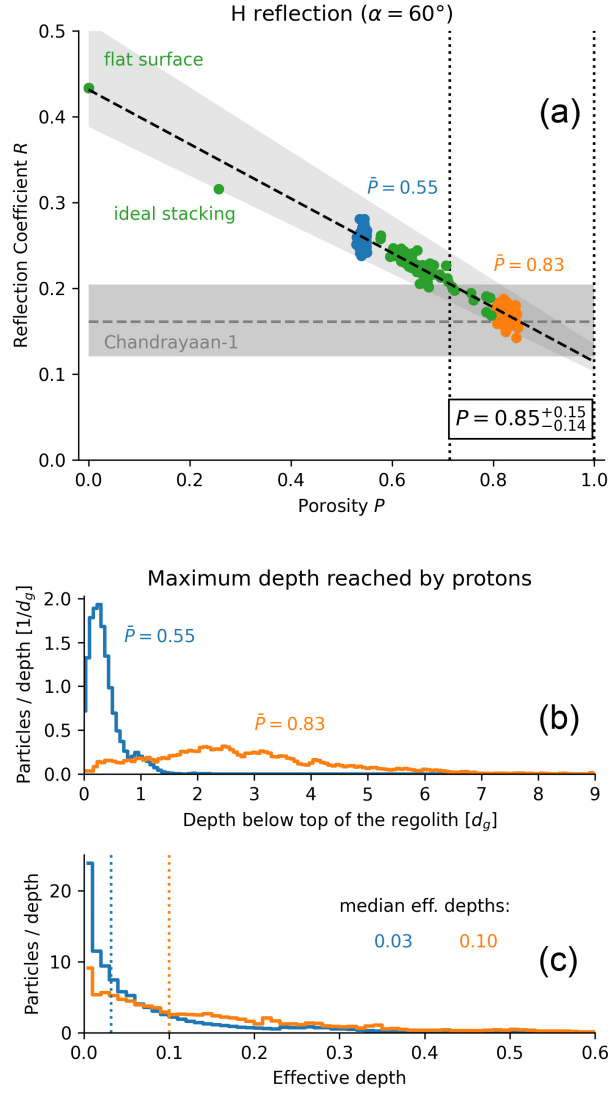 H reflection (α = 60°)
0.5
0.4
0.3
0.2
0.1
0.0
Reflection Coefficient R
flat surface
ideal stacking
P̄ = 0.55
P̄ = 0.83
(a)
Chandrayaan-1
P = 0.85 +0.15 −0.14
0.0 0.2 0.4 0.6 0.8 1.0
Porosity P
Maximum depth reached by protons
2.0
1.5
1.0
0.5
0.0
Particles / depth [1/d_g]
P̄ = 0.55
P̄ = 0.83
(b)
0 1 2 3 4 5 6 7 8 9
Depth below top of the regolith [d_g]
20
10
0
Particles / depth
median eff. depths:
0.03 0.10
(c)
0.0 0.1 0.2 0.3 0.4 0.5 0.6
Effective depth